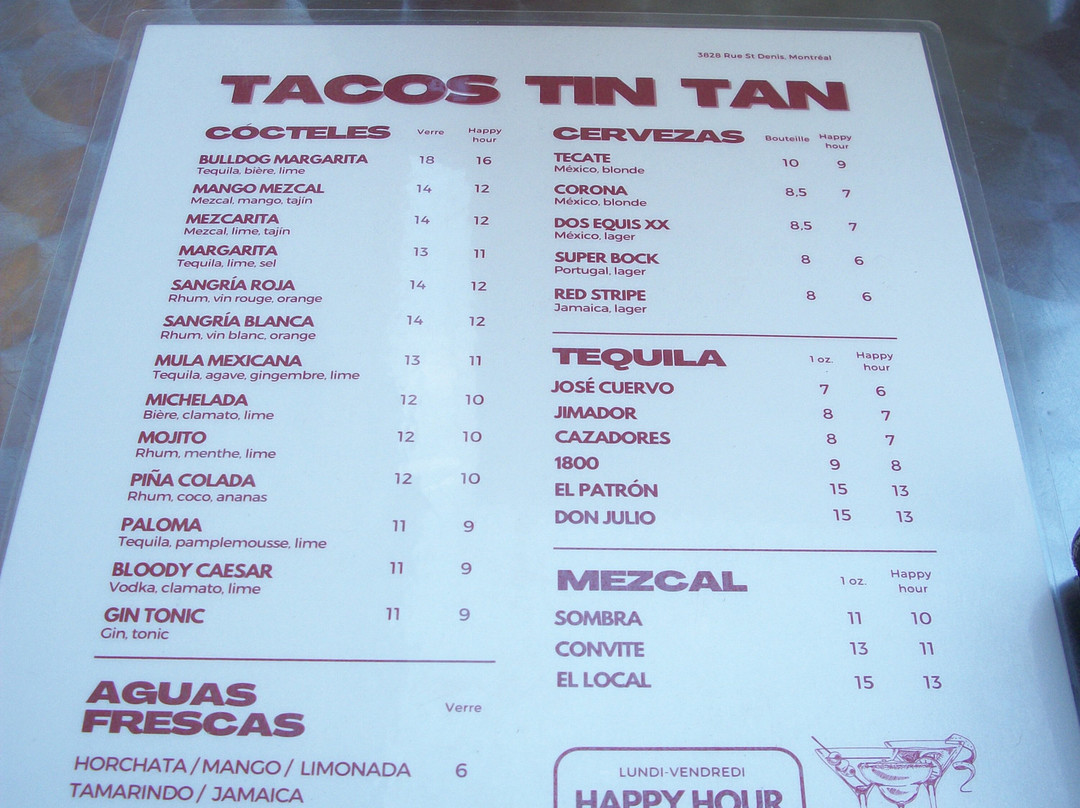 3828 Rue St Denis, Montréal
TACOS TIN TAN
CÓCTELES Verre Happy hour
BULLDOG MARGARITA 18 16
Tequila, bière, lime
MANGO MEZCAL 14 12
Mezcal, mango, tajín
MEZCARITA 14 12
Mezcal, lime, tajín
MARGARITA 13 11
Tequila, lime, sel
SANGRÍA ROJA 14 12
Rhum, vin rouge, orange
SANGRÍA BLANCA 14 12
Rhum, vin blanc, orange
MULA MEXICANA 13 11
Tequila, agave, gingembre, lime
MICHELADA 12 10
Bière, clamato, lime
MOJITO 12 10
Rhum, menthe, lime
PIÑA COLADA 12 10
Rhum, coco, ananas
PALOMA 11 9
Tequila, pamplemousse, lime
BLOODY CAESAR 11 9
Vodka, clamato, lime
GIN TONIC 11 9
Gin, tonic
AGUAS
FRESCAS Verre
HORCHATA / MANGO / LIMONADA 6
TAMARINDO / JAMAICA
CERVEZAS Bouteille Happy hour
TECATE 10 9
México, blonde
CORONA 8,5 7
México, blonde
DOS EQUIS XX 8,5 7
México, lager
SUPER BOCK 8 6
Portugal, lager
RED STRIPE 8 6
Jamaica, lager
TEQUILA 1 oz. Happy hour
JOSÉ CUERVO 7 6
JIMADOR 8 7
CAZADORES 8 7
1800 9 8
EL PATRÓN 15 13
DON JULIO 15 13
MEZCAL 1 oz. Happy hour
SOMBRA 11 10
CONVITE 13 11
EL LOCAL 15 13
LUNDI-VENDREDI
HAPPY HOUR